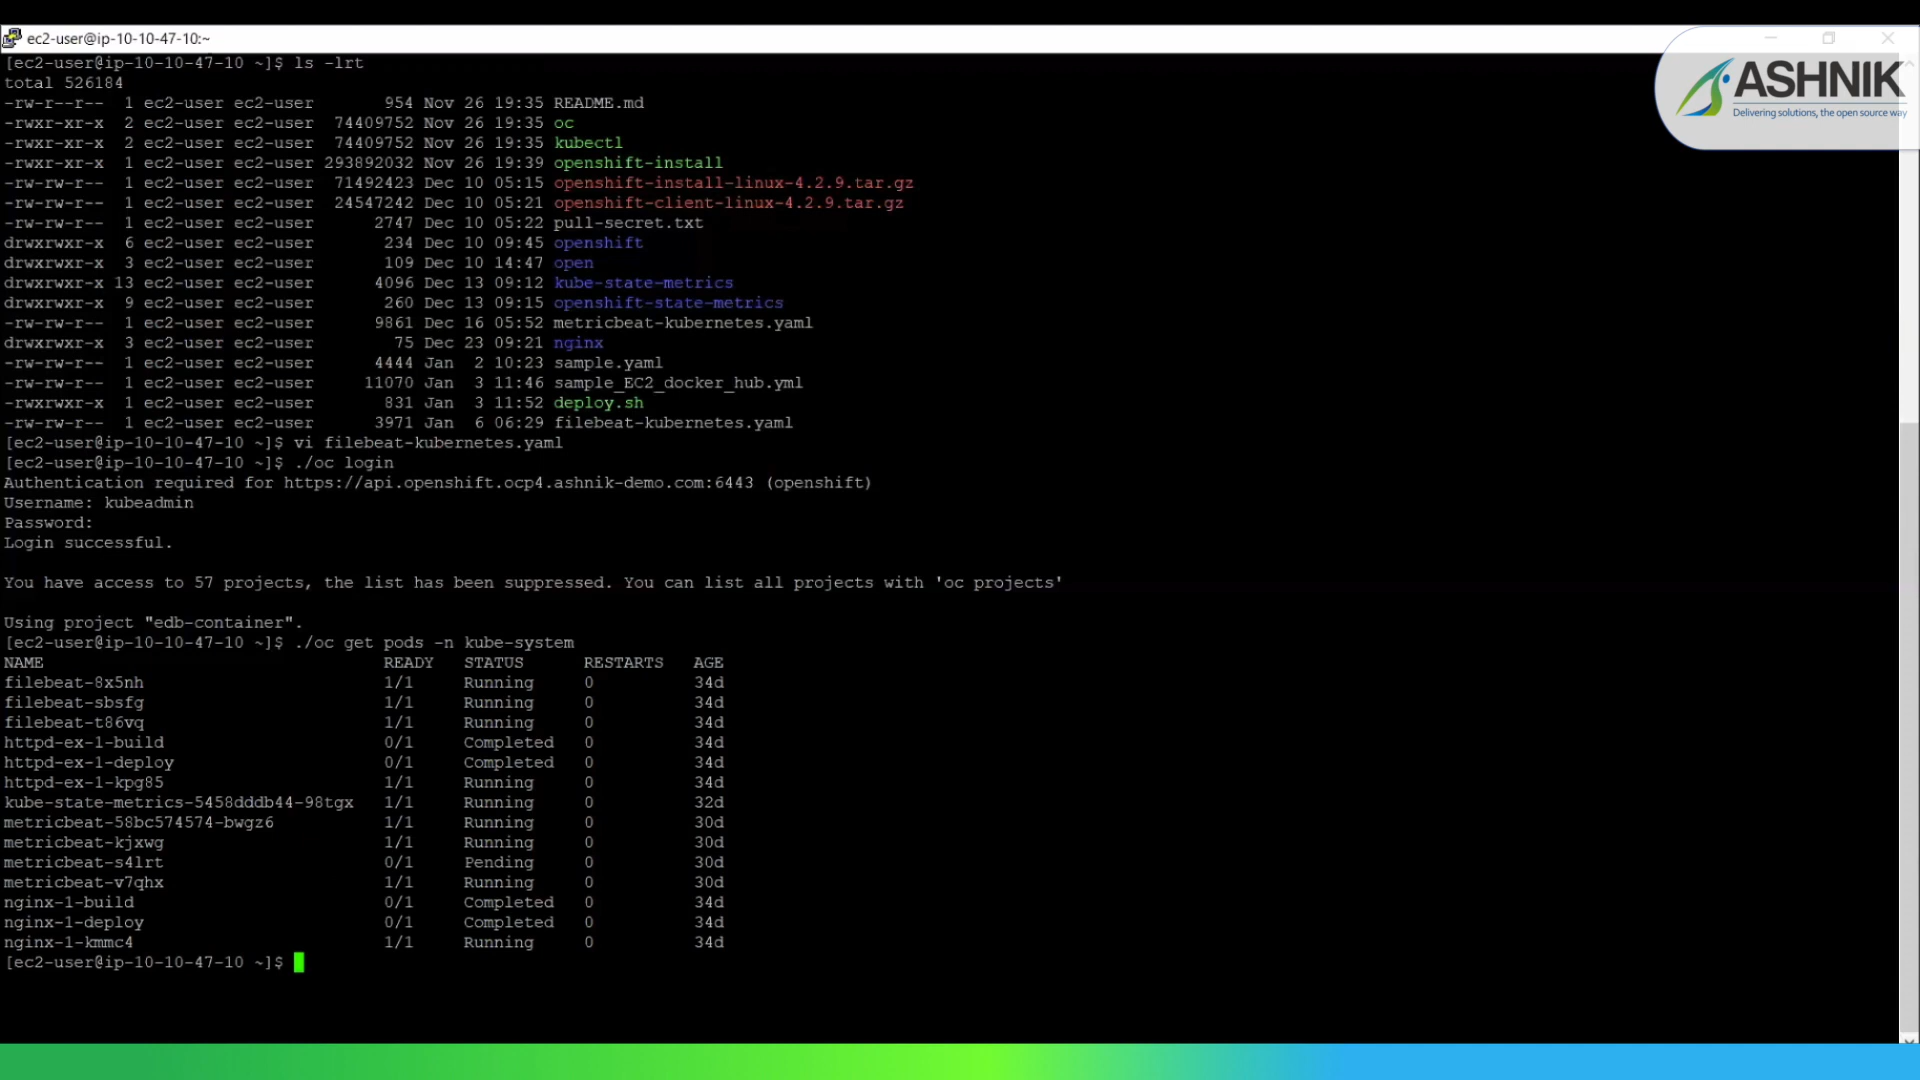 ec2-user@ip-10-10-47-10:~
ASHNIK
Delivering solutions, the open source way
[ec2-user@ip-10-10-47-10 ~]$ ls -lrt
total 526184
-rw-r--r--  1 ec2-user ec2-user       954 Nov 26 19:35 README.md
-rwxr-xr-x  2 ec2-user ec2-user  74409752 Nov 26 19:35 oc
-rwxr-xr-x  2 ec2-user ec2-user  74409752 Nov 26 19:35 kubectl
-rwxr-xr-x  1 ec2-user ec2-user 293892032 Nov 26 19:39 openshift-install
-rw-rw-r--  1 ec2-user ec2-user  71492423 Dec 10 05:15 openshift-install-linux-4.2.9.tar.gz
-rw-rw-r--  1 ec2-user ec2-user  24547242 Dec 10 05:21 openshift-client-linux-4.2.9.tar.gz
-rw-rw-r--  1 ec2-user ec2-user      2747 Dec 10 05:22 pull-secret.txt
drwxrwxr-x  6 ec2-user ec2-user       234 Dec 10 09:45 openshift
drwxrwxr-x  3 ec2-user ec2-user       109 Dec 10 14:47 open
drwxrwxr-x 13 ec2-user ec2-user      4096 Dec 13 09:12 kube-state-metrics
drwxrwxr-x  9 ec2-user ec2-user       260 Dec 13 09:15 openshift-state-metrics
-rw-rw-r--  1 ec2-user ec2-user      9861 Dec 16 05:52 metricbeat-kubernetes.yaml
drwxrwxr-x  3 ec2-user ec2-user        75 Dec 23 09:21 nginx
-rw-rw-r--  1 ec2-user ec2-user      4444 Jan  2 10:23 sample.yaml
-rw-rw-r--  1 ec2-user ec2-user     11070 Jan  3 11:46 sample_EC2_docker_hub.yml
-rwxrwxr-x  1 ec2-user ec2-user       831 Jan  3 11:52 deploy.sh
-rw-rw-r--  1 ec2-user ec2-user      3971 Jan  6 06:29 filebeat-kubernetes.yaml
[ec2-user@ip-10-10-47-10 ~]$ vi filebeat-kubernetes.yaml
[ec2-user@ip-10-10-47-10 ~]$ ./oc login
Authentication required for https://api.openshift.ocp4.ashnik-demo.com:6443 (openshift)
Username: kubeadmin
Password:
Login successful.
You have access to 57 projects, the list has been suppressed. You can list all projects with 'oc projects'
Using project "edb-container".
[ec2-user@ip-10-10-47-10 ~]$ ./oc get pods -n kube-system
NAME                                  READY   STATUS      RESTARTS   AGE
filebeat-8x5nh                        1/1     Running     0          34d
filebeat-sbsfg                        1/1     Running     0          34d
filebeat-t86vq                        1/1     Running     0          34d
httpd-ex-1-build                      0/1     Completed   0          34d
httpd-ex-1-deploy                     0/1     Completed   0          34d
httpd-ex-1-kpg85                      1/1     Running     0          34d
kube-state-metrics-5458dddb44-98tgx   1/1     Running     0          32d
metricbeat-58bc574574-bwgz6           1/1     Running     0          30d
metricbeat-kjxwg                      1/1     Running     0          30d
metricbeat-s4lrt                      0/1     Pending     0          30d
metricbeat-v7qhx                      1/1     Running     0          30d
nginx-1-build                         0/1     Completed   0          34d
nginx-1-deploy                        0/1     Completed   0          34d
nginx-1-kmmc4                         1/1     Running     0          34d
[ec2-user@ip-10-10-47-10 ~]$